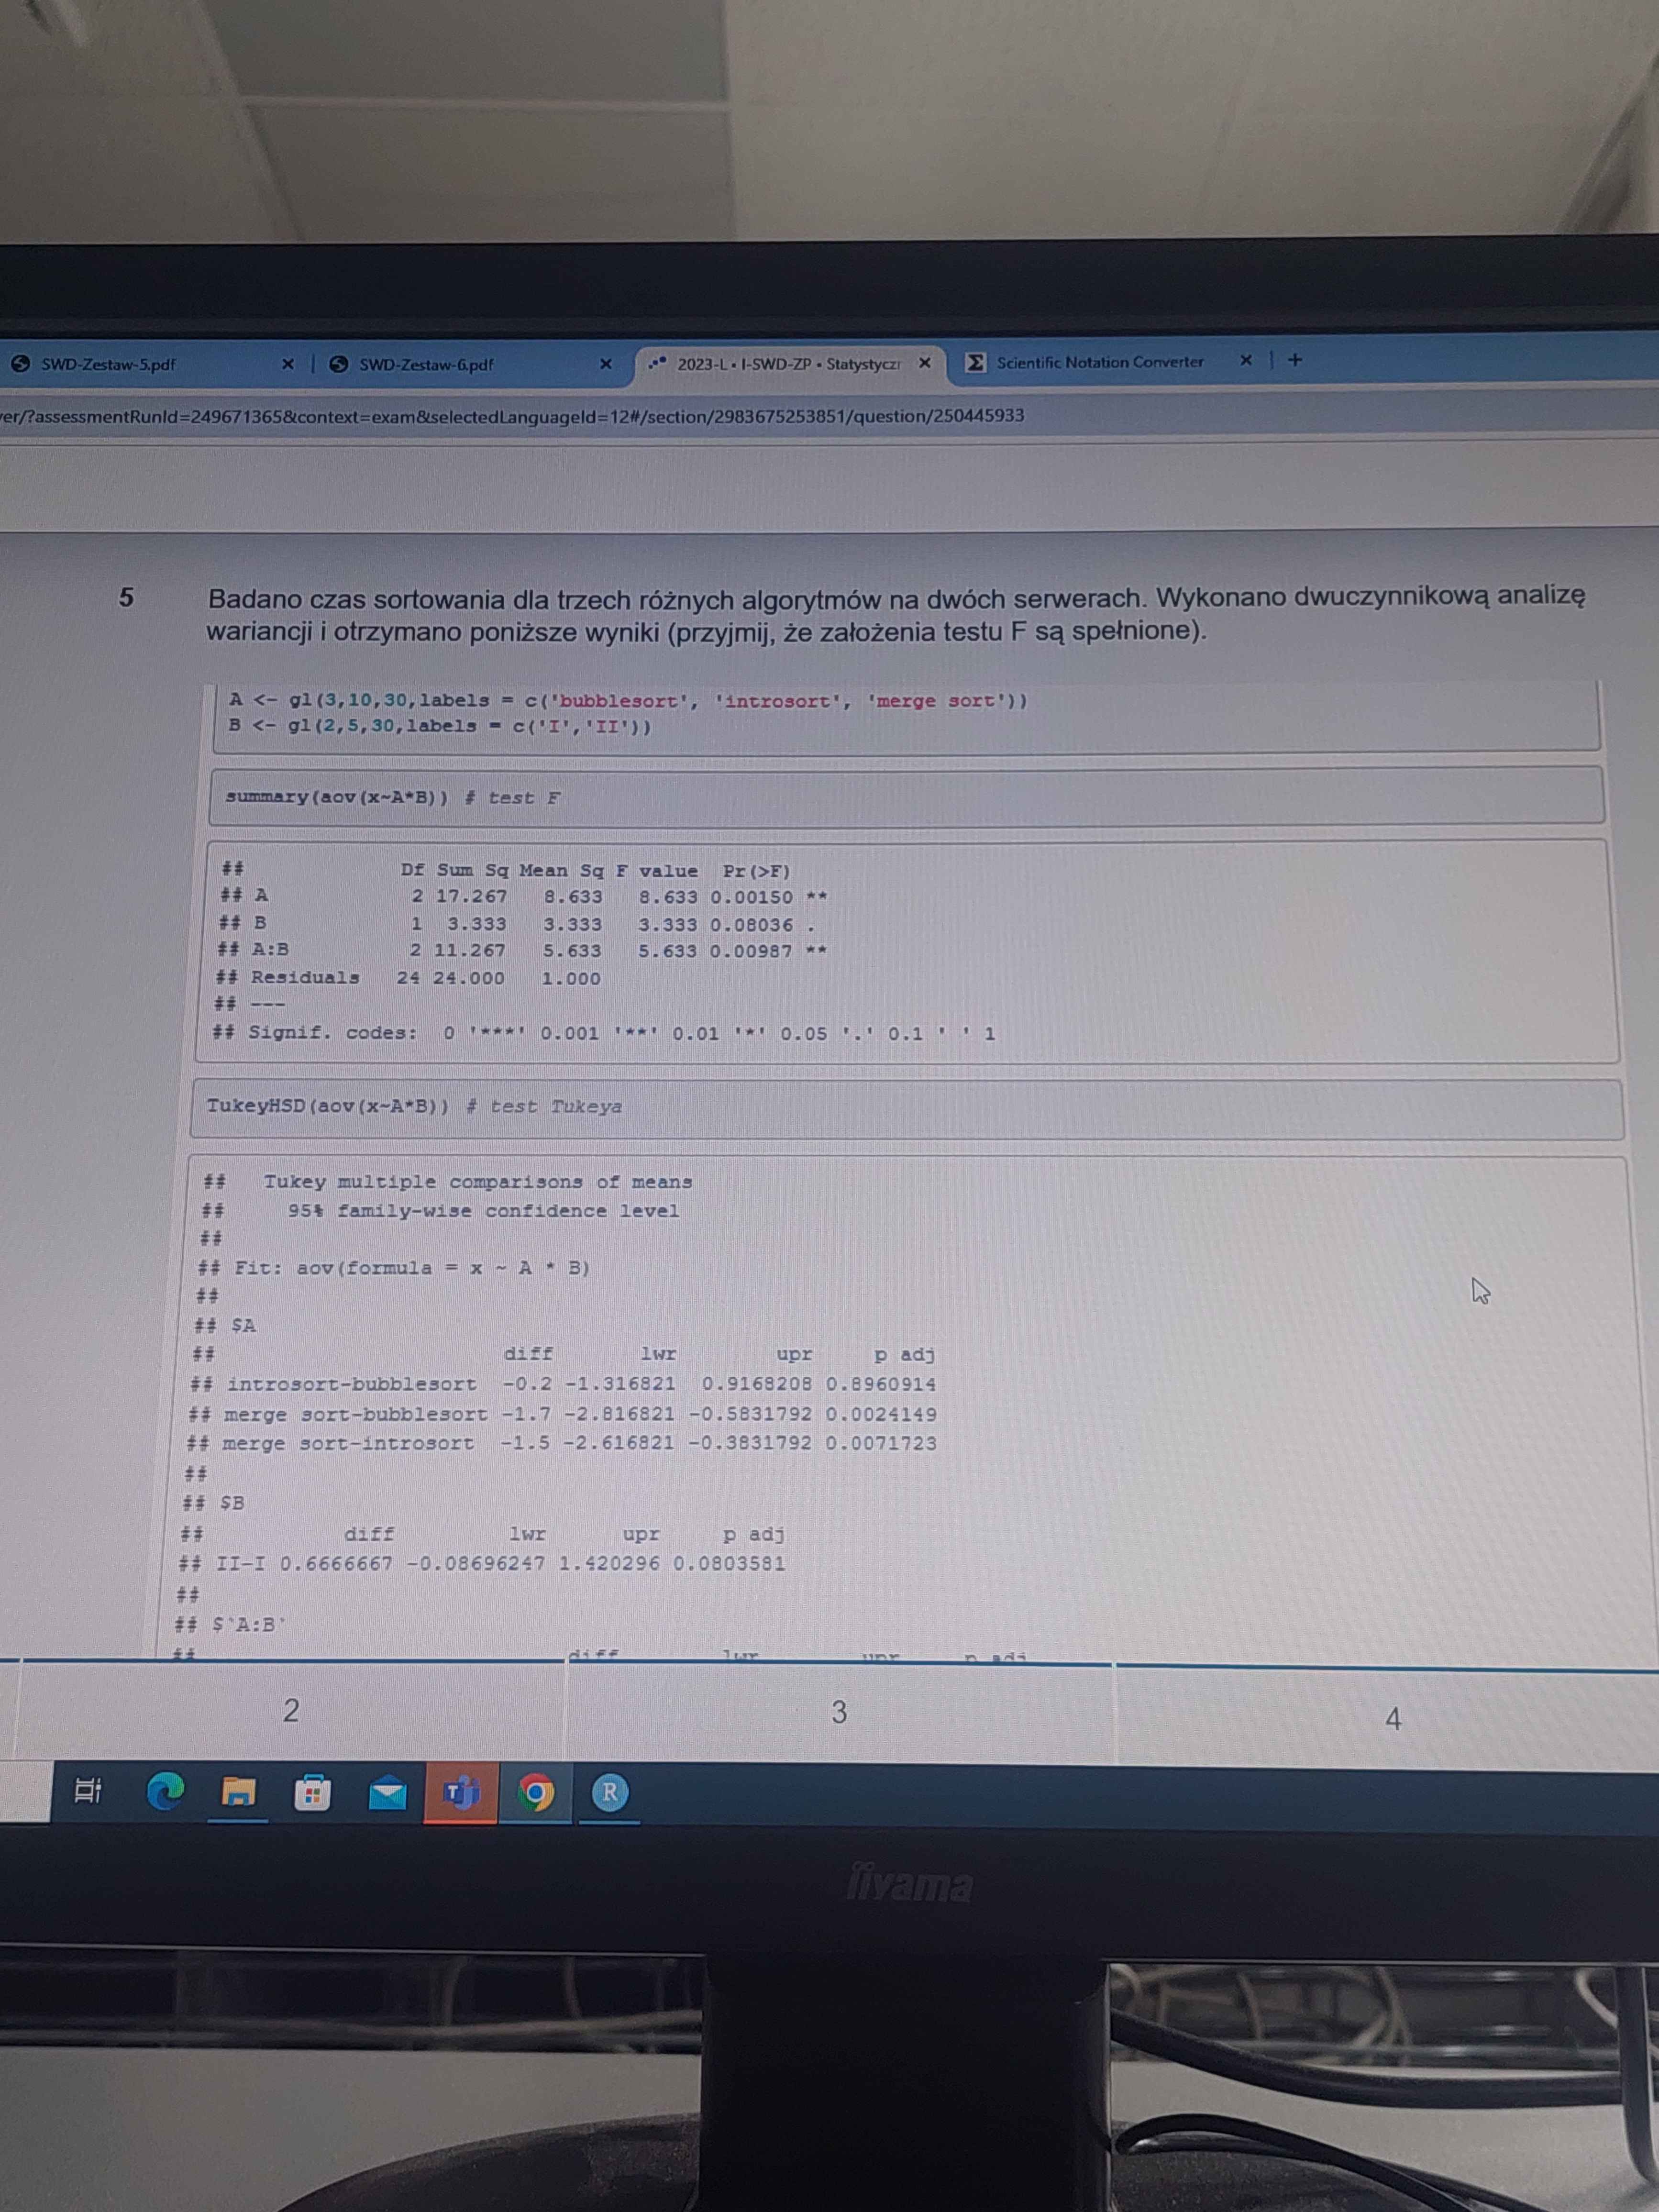 SWD-Zestaw-5.pdf
SWD-Zestaw-6.pdf
2023-L • I-SWD-ZP • Statystycz
Scientific Notation Converter
er/?assessmentRunId=249671365&context=exam&selectedLanguageId=12#/section/2983675253851/question/250445933
5 Badano czas sortowania dla trzech różnych algorytmów na dwóch serwerach. Wykonano dwuczynnikową analizę
wariancji i otrzymano poniższe wyniki (przyjmij, że założenia testu F są spełnione).
A <- gl(3,10,30,labels = c('bubblesort', 'introsort', 'merge sort'))
B <- gl(2,5,30,labels = c('I','II'))
summary(aov(x~A*B)) # test F
## Df Sum Sq Mean Sq F value Pr(>F)
## A 2 17.267 8.633 8.633 0.00150 **
## B 1 3.333 3.333 3.333 0.08036 .
## A:B 2 11.267 5.633 5.633 0.00987 **
## Residuals 24 24.000 1.000
## ---
## Signif. codes: 0 '***' 0.001 '**' 0.01 '*' 0.05 '.' 0.1 ' ' 1
TukeyHSD(aov(x~A*B)) # test Tukeya
## Tukey multiple comparisons of means
## 95% family-wise confidence level
##
## Fit: aov(formula = x ~ A * B)
##
## $A
## diff lwr upr p adj
## introsort-bubblesort -0.2 -1.316821 0.9168208 0.8960914
## merge sort-bubblesort -1.7 -2.816821 -0.5831792 0.0024149
## merge sort-introsort -1.5 -2.616821 -0.3831792 0.0071723
##
## $B
## diff lwr upr p adj
## II-I 0.6666667 -0.08696247 1.420296 0.0803581
##
## $`A:B`
## diff lwr upr p adj
2 3 4
R
iiyama